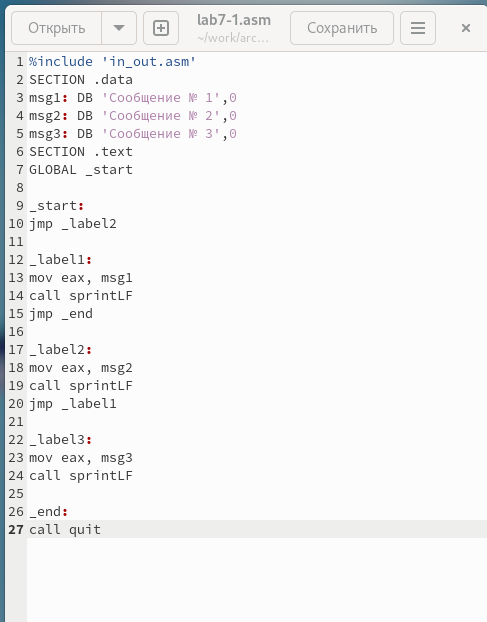 Открыть
lab7-1.asm
~/work/arc...
Сохранить
1 %include 'in_out.asm'
2 SECTION .data
3 msg1: DB 'Сообщение № 1',0
4 msg2: DB 'Сообщение № 2',0
5 msg3: DB 'Сообщение № 3',0
6 SECTION .text
7 GLOBAL _start
8
9 _start:
10 jmp _label2
11
12 _label1:
13 mov eax, msg1
14 call sprintLF
15 jmp _end
16
17 _label2:
18 mov eax, msg2
19 call sprintLF
20 jmp _label1
21
22 _label3:
23 mov eax, msg3
24 call sprintLF
25
26 _end:
27 call quit